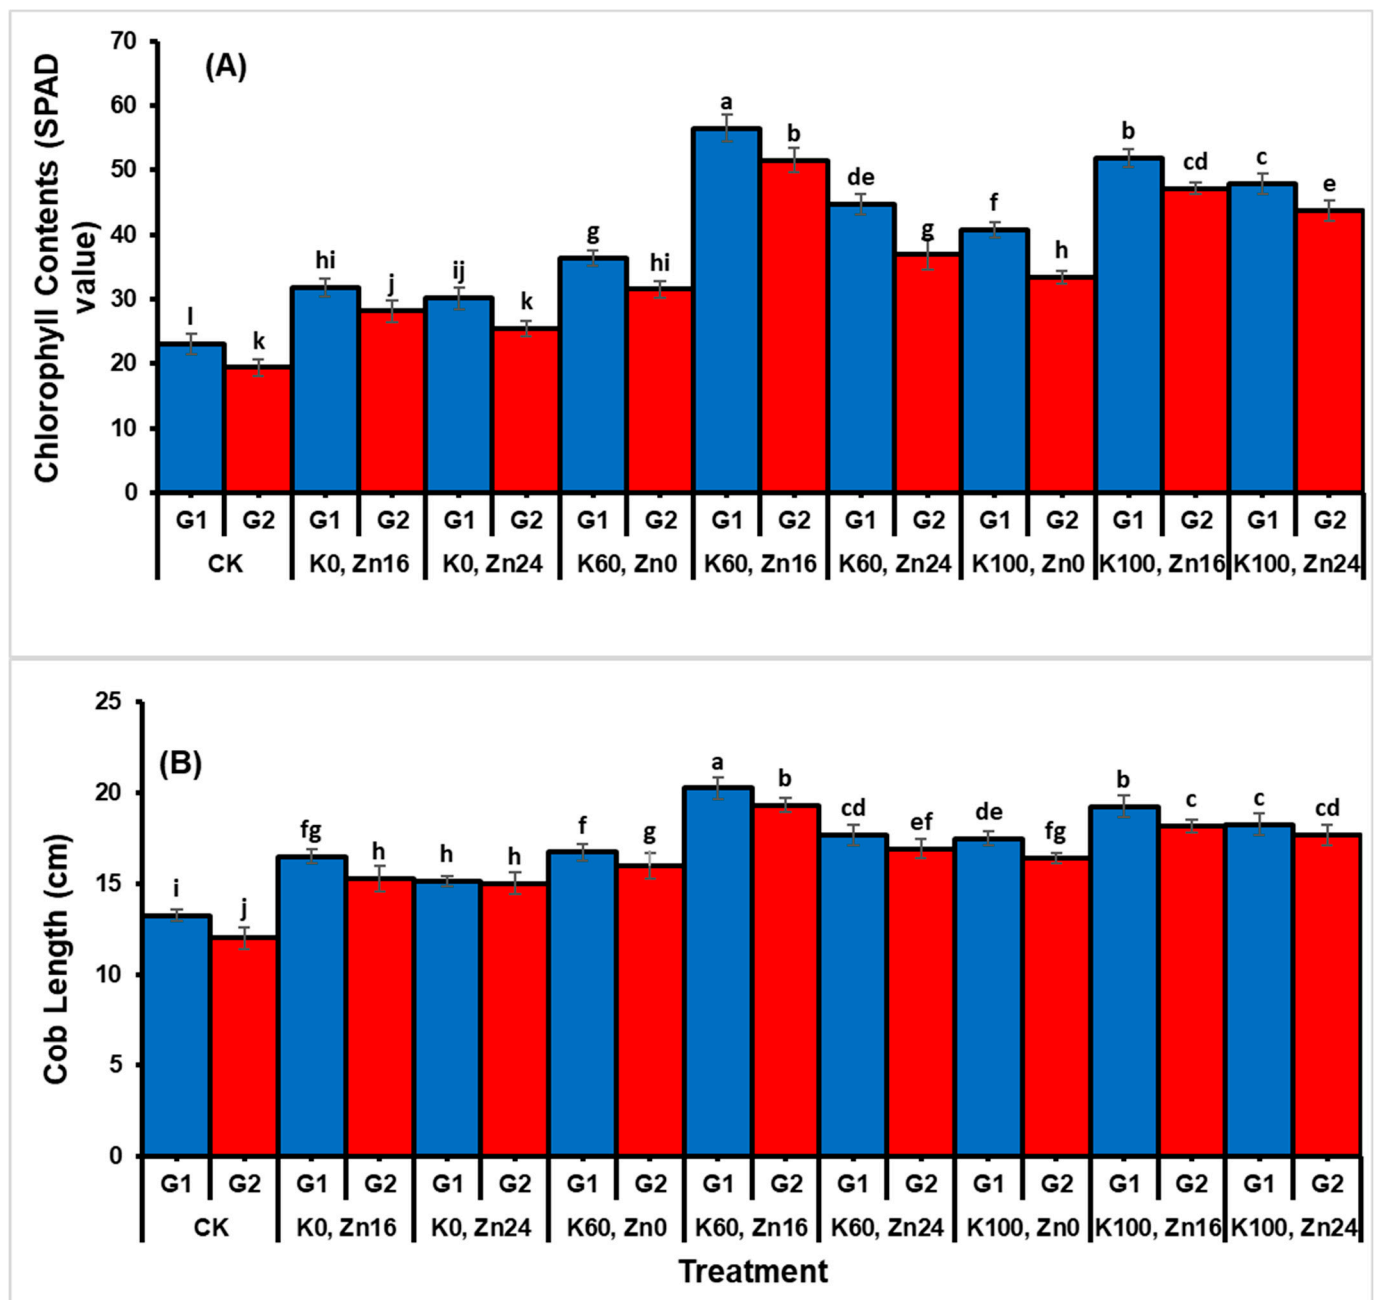 (A)
Chlorophyll Contents (SPAD
value)
70
60
50
40
30
20
10
0
l k hi j ij k g hi a b de g f h b cd c e
G1 G2 G1 G2 G1 G2 G1 G2 G1 G2 G1 G2 G1 G2 G1 G2 G1 G2
CK K0, Zn16 K0, Zn24 K60, Zn0 K60, Zn16 K60, Zn24 K100, Zn0 K100, Zn16 K100, Zn24
(B)
Cob Length (cm)
25
20
15
10
5
0
i j fg h h h f g a b cd ef de fg b c c cd
G1 G2 G1 G2 G1 G2 G1 G2 G1 G2 G1 G2 G1 G2 G1 G2 G1 G2
CK K0, Zn16 K0, Zn24 K60, Zn0 K60, Zn16 K60, Zn24 K100, Zn0 K100, Zn16 K100, Zn24
Treatment